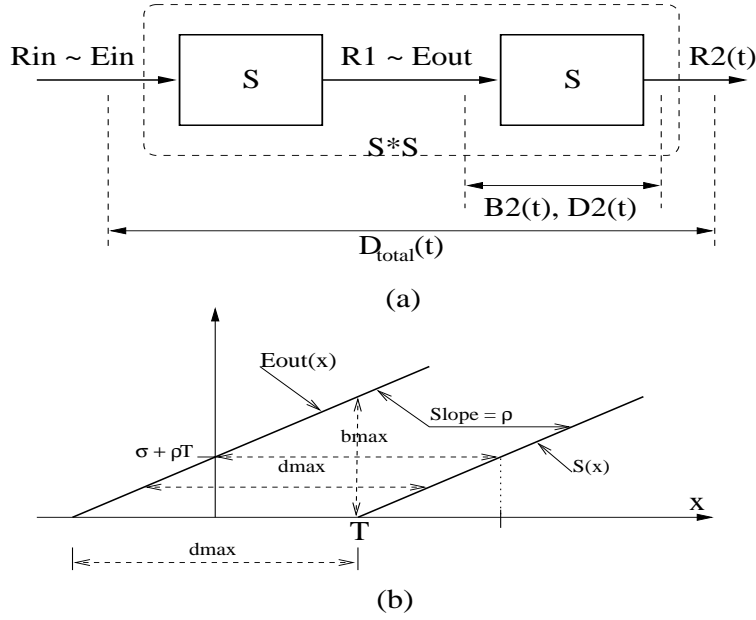 Rin ~ Ein
S
R1 ~ Eout
S
R2(t)
S*S
B2(t), D2(t)
D_total(t)
(a)
Eout(x)
Slope = ρ
bmax
σ + ρT
dmax
S(x)
T
x
dmax
(b)